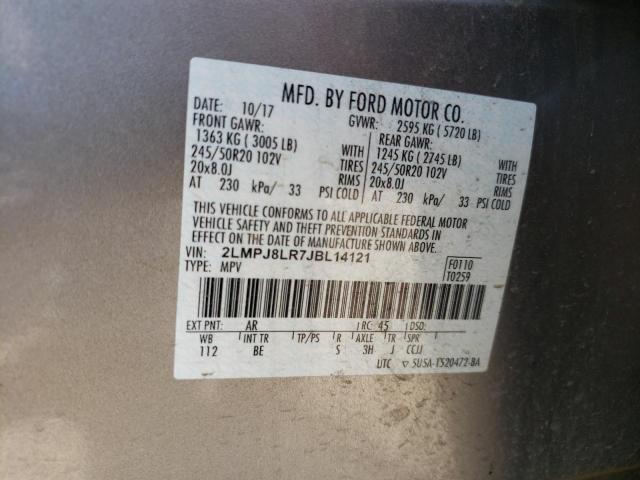 MFD. BY FORD MOTOR CO.
DATE: 10/17 GVWR: 2595 KG ( 5720 LB)
FRONT GAWR: REAR GAWR:
1363 KG ( 3005 LB) WITH 1245 KG ( 2745 LB) WITH
245/50R20 102V TIRES 245/50R20 102V TIRES
20x8.0J RIMS 20x8.0J RIMS
AT 230 kPa/ 33 PSI COLD AT 230 kPa/ 33 PSI COLD
THIS VEHICLE CONFORMS TO ALL APPLICABLE FEDERAL MOTOR
VEHICLE SAFETY AND THEFT PREVENTION STANDARDS IN
EFFECT ON THE DATE OF MANUFACTURE SHOWN ABOVE.
VIN: 2LMPJ8LR7JBL14121 F0110
TYPE: MPV T0259
EXT PNT: AR RC: 45 DSO:
WB INT TR TP/PS R AXLE TR SPR
112 BE S 3H J CCJJ
UTC ▽ 5U5A-1520472-BA